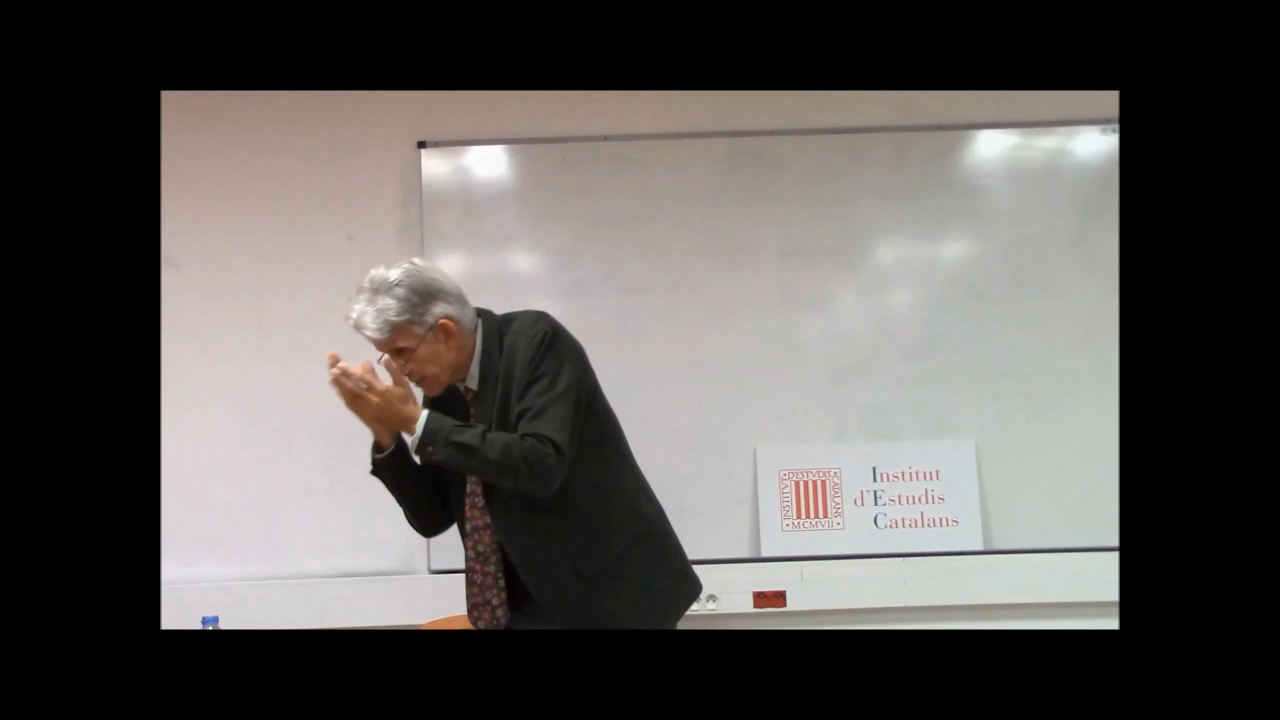 INSTITVT
D'ESTVDIS
CATALANS
·MCMVII·
Institut
d'Estudis
Catalans